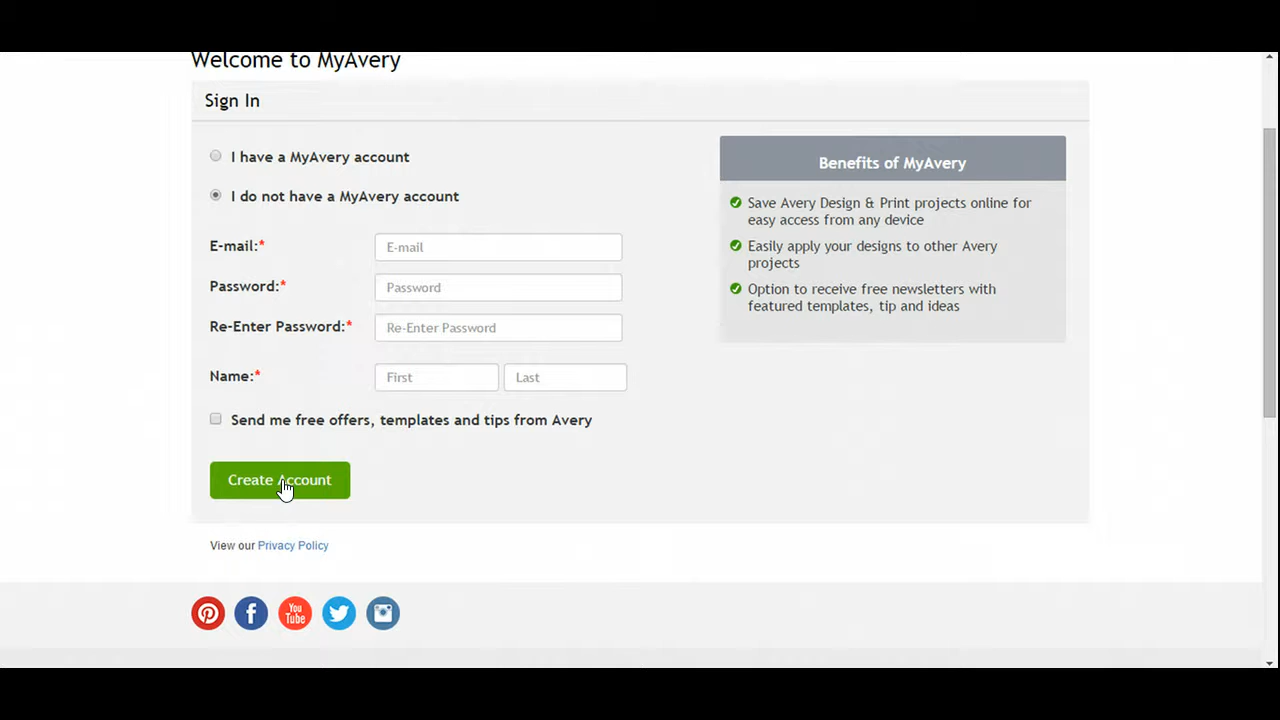 Welcome to MyAvery
Sign In
I have a MyAvery account
I do not have a MyAvery account
E-mail:* E-mail
Password:* Password
Re-Enter Password:* Re-Enter Password
Name:* First Last
Send me free offers, templates and tips from Avery
Create Account
View our Privacy Policy
Benefits of MyAvery
Save Avery Design & Print projects online for
easy access from any device
Easily apply your designs to other Avery
projects
Option to receive free newsletters with
featured templates, tip and ideas
You
Tube